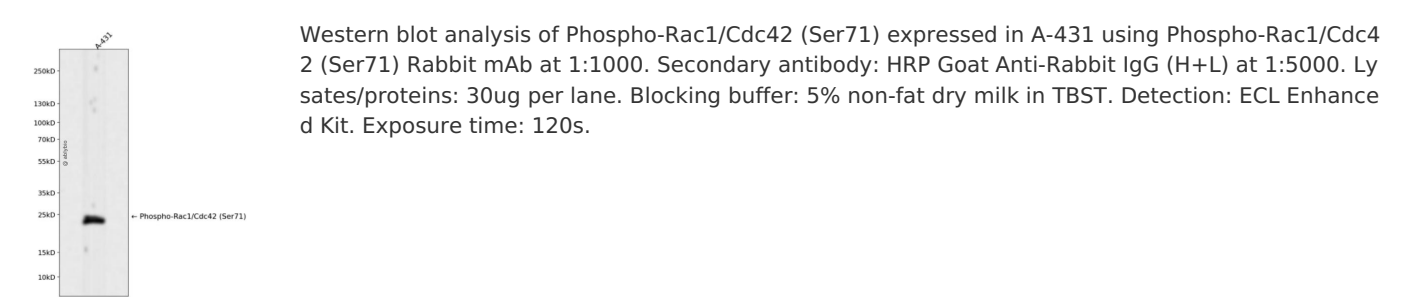 A-431
250kD
130kD
100kD
70kD
55kD
35kD
25kD
15kD
10kD
← Phospho-Rac1/Cdc42 (Ser71)
Western blot analysis of Phospho-Rac1/Cdc42 (Ser71) expressed in A-431 using Phospho-Rac1/Cdc4
2 (Ser71) Rabbit mAb at 1:1000. Secondary antibody: HRP Goat Anti-Rabbit IgG (H+L) at 1:5000. Ly
sates/proteins: 30ug per lane. Blocking buffer: 5% non-fat dry milk in TBST. Detection: ECL Enhance
d Kit. Exposure time: 120s.